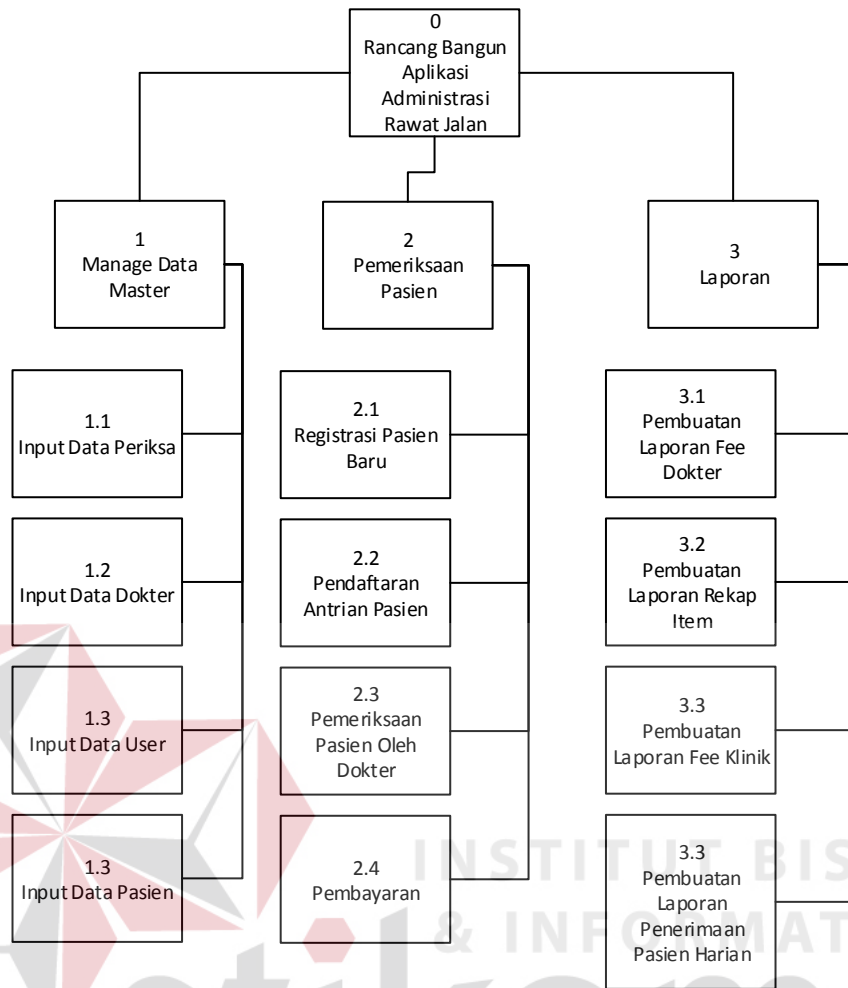 0
Rancang Bangun
Aplikasi
Administrasi
Rawat Jalan
1
Manage Data
Master
2
Pemeriksaan
Pasien
3
Laporan
1.1
Input Data Periksa
2.1
Registrasi Pasien
Baru
3.1
Pembuatan
Laporan Fee
Dokter
1.2
Input Data Dokter
2.2
Pendaftaran
Antrian Pasien
3.2
Pembuatan
Laporan Rekap
Item
1.3
Input Data User
2.3
Pemeriksaan
Pasien Oleh
Dokter
3.3
Pembuatan
Laporan Fee Klinik
1.3
Input Data Pasien
2.4
Pembayaran
3.3
Pembuatan
Laporan
Penerimaan
Pasien Harian
INSTITUT BIS
& INFORMAT